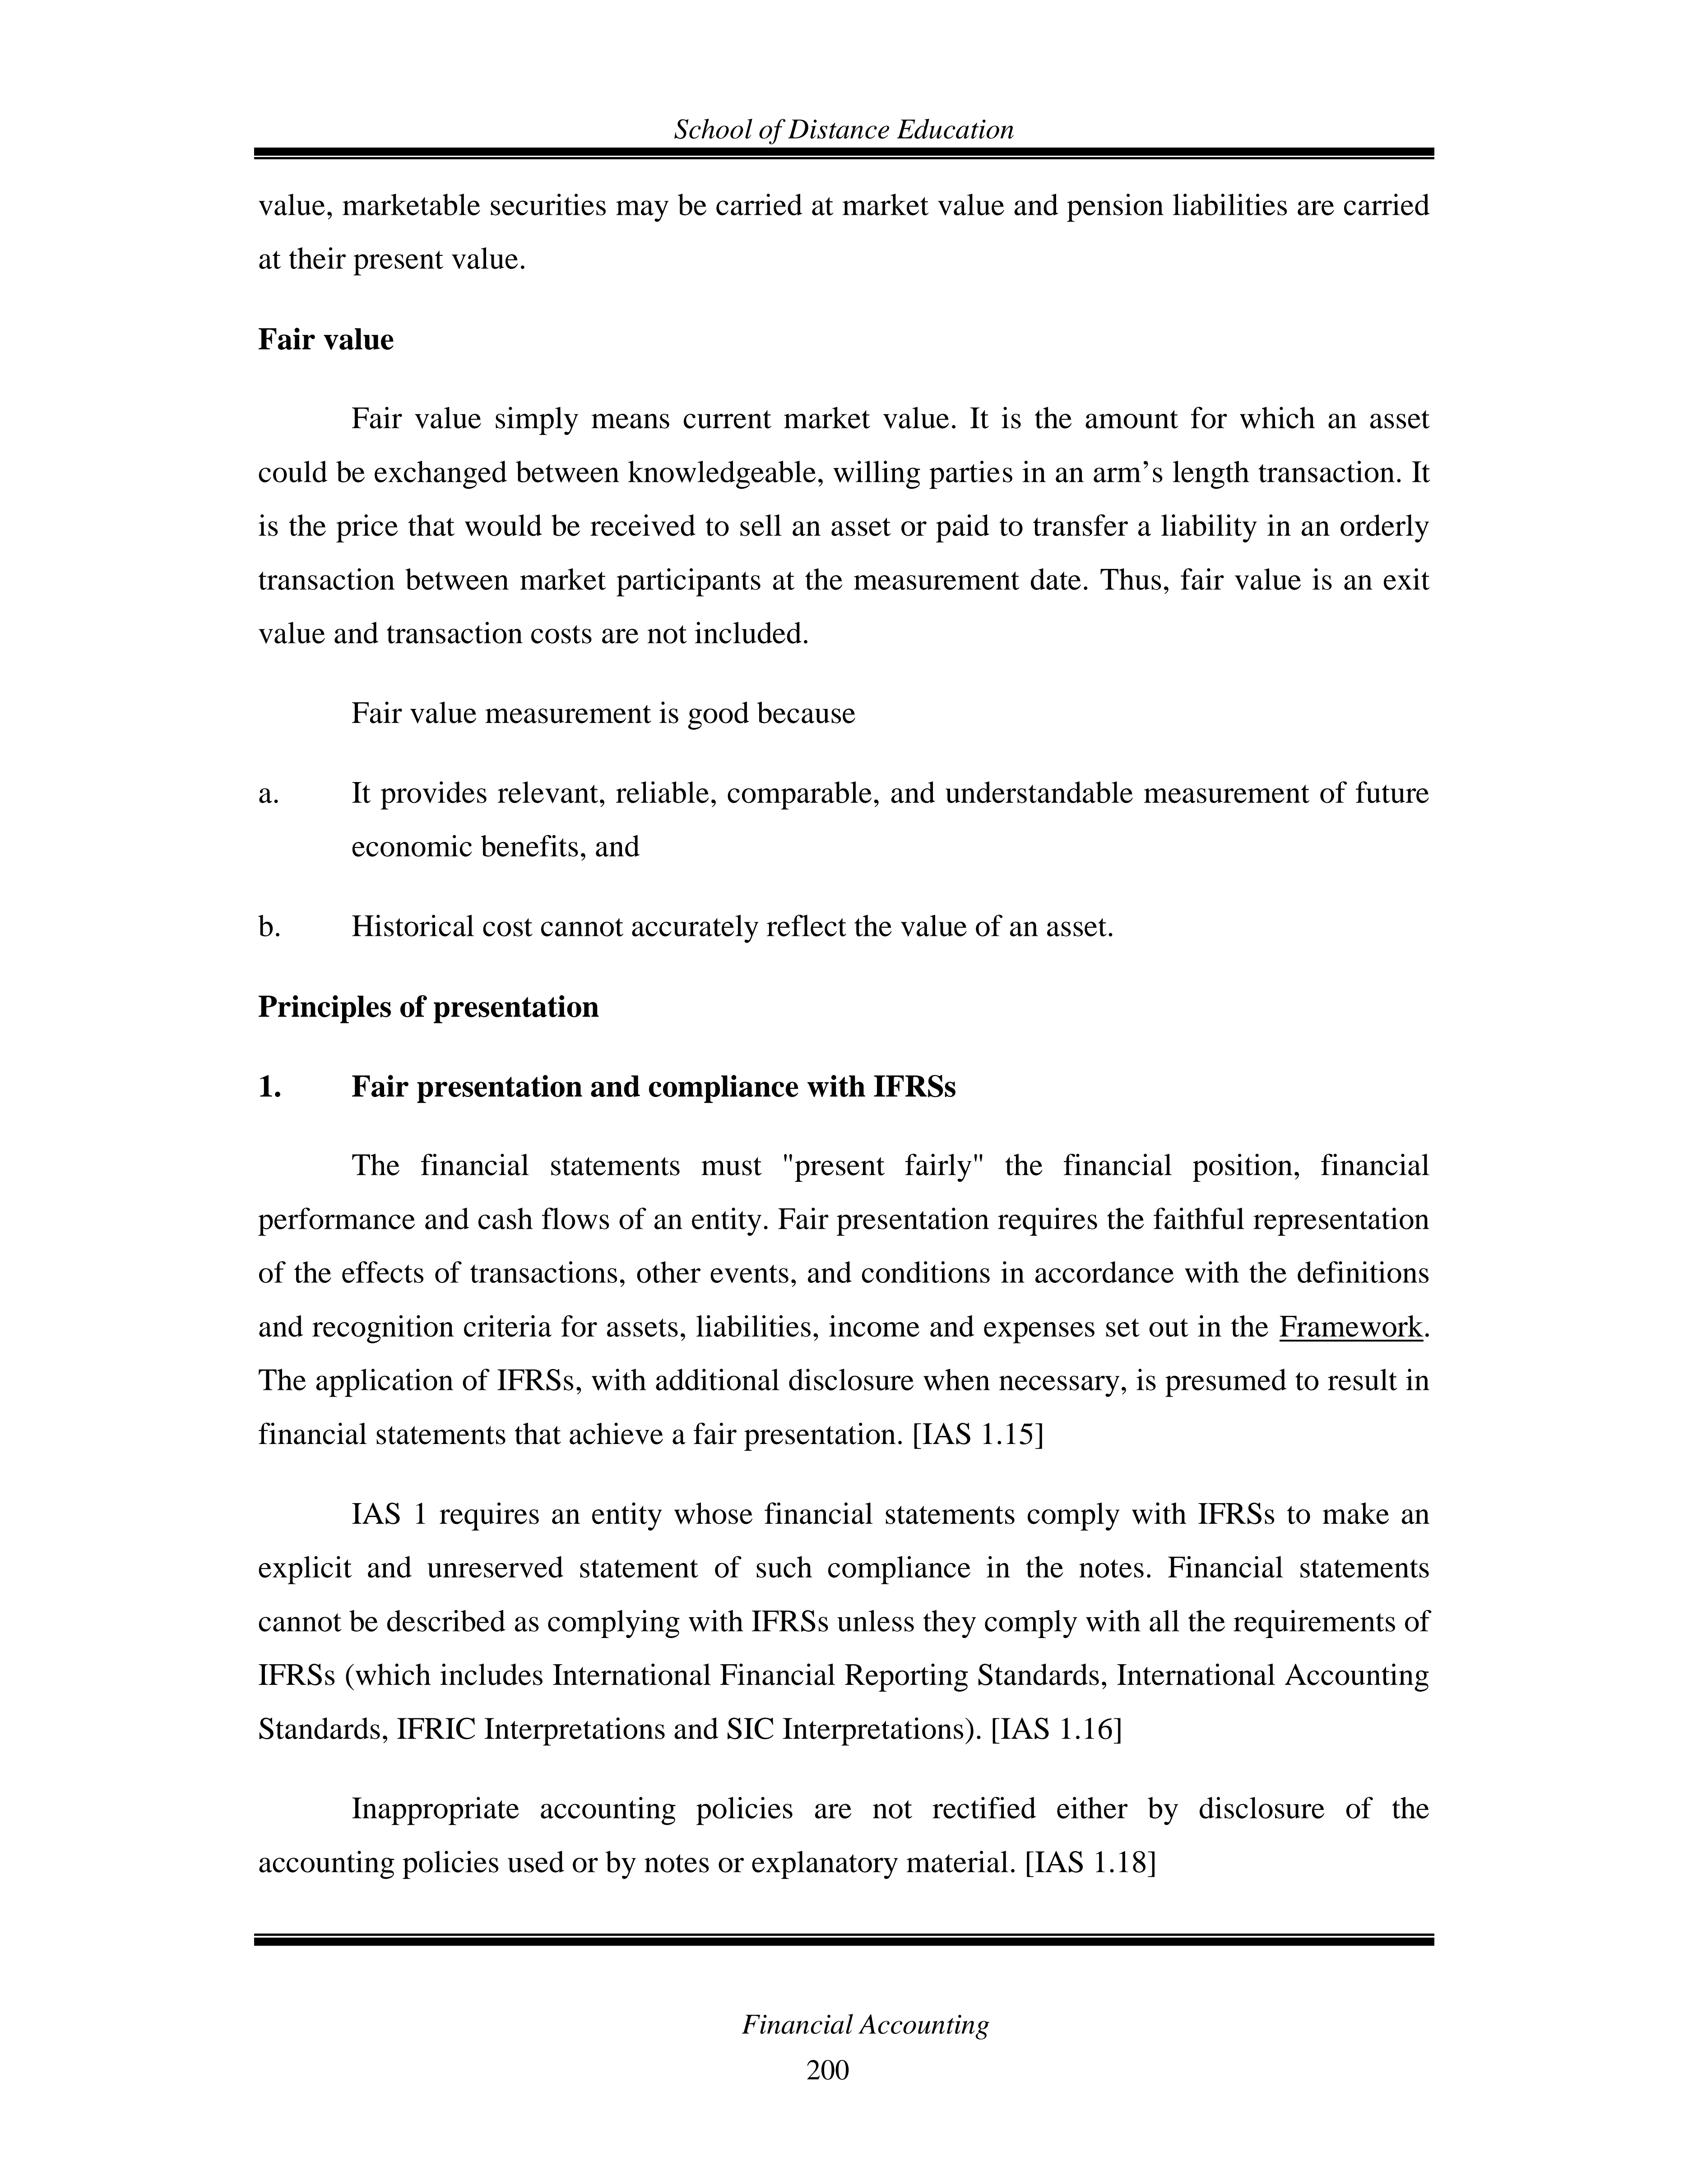 School of Distance Education
value, marketable securities may be carried at market value and pension liabilities are carried
at their present value.
Fair value
Fair value simply means current market value. It is the amount for which an asset
could be exchanged between knowledgeable, willing parties in an arm’s length transaction. It
is the price that would be received to sell an asset or paid to transfer a liability in an orderly
transaction between market participants at the measurement date. Thus, fair value is an exit
value and transaction costs are not included.
Fair value measurement is good because
a. It provides relevant, reliable, comparable, and understandable measurement of future
economic benefits, and
b. Historical cost cannot accurately reflect the value of an asset.
Principles of presentation
1. Fair presentation and compliance with IFRSs
The financial statements must "present fairly" the financial position, financial
performance and cash flows of an entity. Fair presentation requires the faithful representation
of the effects of transactions, other events, and conditions in accordance with the definitions
and recognition criteria for assets, liabilities, income and expenses set out in the Framework.
The application of IFRSs, with additional disclosure when necessary, is presumed to result in
financial statements that achieve a fair presentation. [IAS 1.15]
IAS 1 requires an entity whose financial statements comply with IFRSs to make an
explicit and unreserved statement of such compliance in the notes. Financial statements
cannot be described as complying with IFRSs unless they comply with all the requirements of
IFRSs (which includes International Financial Reporting Standards, International Accounting
Standards, IFRIC Interpretations and SIC Interpretations). [IAS 1.16]
Inappropriate accounting policies are not rectified either by disclosure of the
accounting policies used or by notes or explanatory material. [IAS 1.18]
Financial Accounting
200